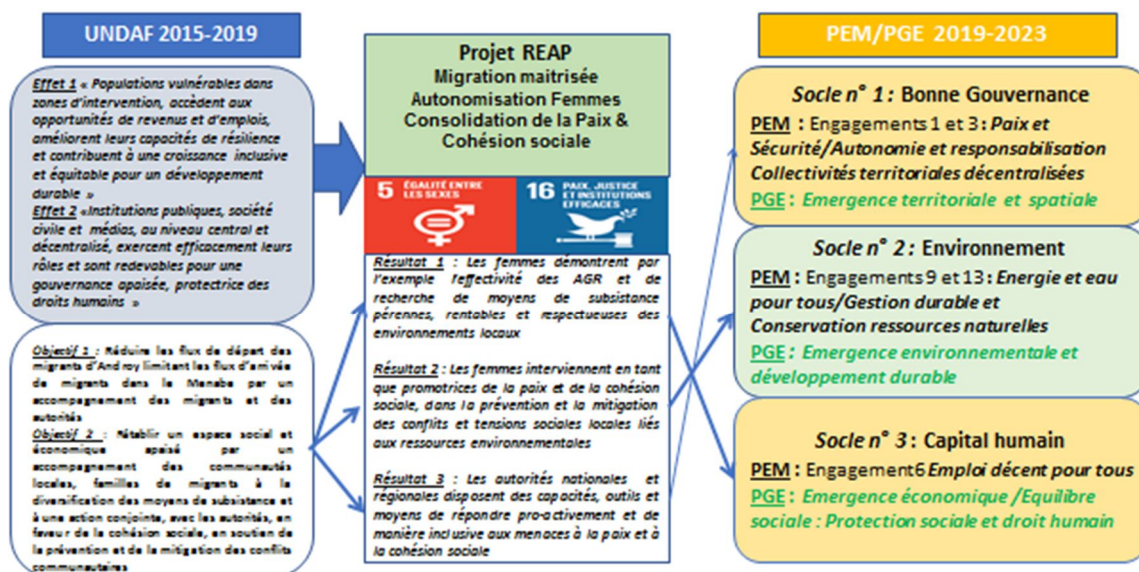 UNDAF 2015-2019
Effet 1 « Populations vulnérables dans
zones d'intervention, accèdent aux
opportunités de revenus et d'emplois,
améliorent leurs capacités de résilience
et contribuent à une croissance inclusive
et équitable pour un développement
durable »
Effet 2 «Institutions publiques, société
civile et médias, au niveau central et
décentralisé, exercent efficacement leurs
rôles et sont redevables pour une
gouvernance apaisée, protectrice des
droits humains »
Objectif 1 : Réduire les flux de départ des
migrants d'Androy limitant les flux d'arrivée
de migrants dans le Menabe par un
accompagnement des migrants et des
autorités
Objectif 2 : Rétablir un espace social et
économique apaisé par un
accompagnement des communautés
locales, familles de migrants à la
diversification des moyens de subsistance et
à une action conjointe, avec les autorités, en
faveur de la cohésion sociale, en soutien de
la prévention et de la mitigation des conflits
communautaires
Projet REAP
Migration maitrisée
Autonomisation Femmes
Consolidation de la Paix &
Cohésion sociale
5 ÉGALITÉ ENTRE
LES SEXES
16 PAIX, JUSTICE
ET INSTITUTIONS
EFFICACES
Résultat 1 : Les femmes démontrent par
l'exemple l'effectivité des AGR et de
recherche de moyens de subsistance
pérennes, rentables et respectueuses des
environnements locaux
Résultat 2 : Les femmes interviennent en tant
que promotrices de la paix et de la cohésion
sociale, dans la prévention et la mitigation
des conflits et tensions sociales locales liés
aux ressources environnementales
Résultat 3 : Les autorités nationales et
régionales disposent des capacités, outils et
moyens de répondre pro-activement et de
manière inclusive aux menaces à la paix et à
la cohésion sociale
PEM/PGE 2019-2023
Socle n° 1 : Bonne Gouvernance
PEM : Engagements 1 et 3 : Paix et
Sécurité/Autonomie et responsabilisation
Collectivités territoriales décentralisées
PGE : Emergence territoriale et spatiale
Socle n° 2 : Environnement
PEM : Engagements 9 et 13 : Energie et eau
pour tous/Gestion durable et
Conservation ressources naturelles
PGE : Emergence environnementale et
développement durable
Socle n° 3 : Capital humain
PEM : Engagement6 Emploi décent pour tous
PGE : Emergence économique /Equilibre
sociale : Protection sociale et droit humain